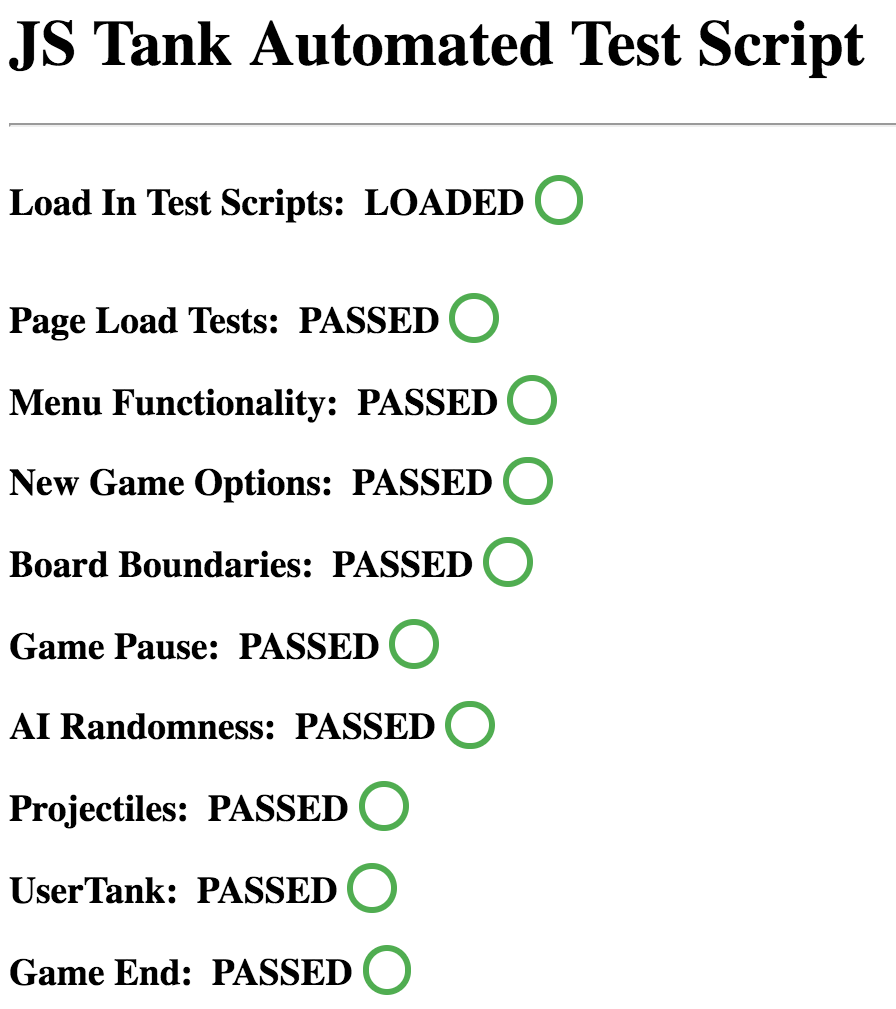 JS Tank Automated Test Script
Load In Test Scripts: LOADED
Page Load Tests: PASSED
Menu Functionality: PASSED
New Game Options: PASSED
Board Boundaries: PASSED
Game Pause: PASSED
AI Randomness: PASSED
Projectiles: PASSED
UserTank: PASSED
Game End: PASSED